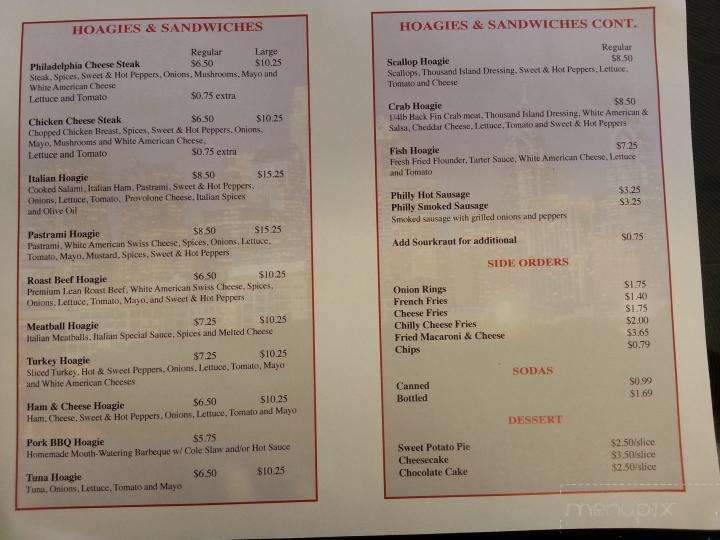 HOAGIES & SANDWICHES
Regular Large
Philadelphia Cheese Steak $6.50 $10.25
Steak, Spices, Sweet & Hot Peppers, Onions, Mushrooms, Mayo and
White American Cheese
Lettuce and Tomato $0.75 extra
Chicken Cheese Steak $6.50 $10.25
Chopped Chicken Breast, Spices, Sweet & Hot Peppers, Onions,
Mayo, Mushrooms and White American Cheese,
Lettuce and Tomato $0.75 extra
Italian Hoagie $8.50 $15.25
Cooked Salami, Italian Ham, Pastrami, Sweet & Hot Peppers,
Onions, Lettuce, Tomato, Provolone Cheese, Italian Spices
and Olive Oil
Pastrami Hoagie $8.50 $15.25
Pastrami, White American Swiss Cheese, Spices, Onions, Lettuce,
Tomato, Mayo, Mustard, Spices, Sweet & Hot Peppers
Roast Beef Hoagie $6.50 $10.25
Premium Lean Roast Beef, White American Swiss Cheese, Spices,
Onions, Lettuce, Tomato, Mayo, and Sweet & Hot Peppers
Meatball Hoagie $7.25 $10.25
Italian Meatballs, Italian Special Sauce, Spices and Melted Cheese
Turkey Hoagie $7.25 $10.25
Sliced Turkey, Hot & Sweet Peppers, Onions, Lettuce, Tomato, Mayo
and White American Cheeses
Ham & Cheese Hoagie $6.50 $10.25
Ham, Cheese, Sweet & Hot Peppers, Onions, Lettuce, Tomato and Mayo
Pork BBQ Hoagie $5.75
Homemade Mouth-Watering Barbeque w/ Cole Slaw and/or Hot Sauce
Tuna Hoagie $6.50 $10.25
Tuna, Onions, Lettuce, Tomato and Mayo
HOAGIES & SANDWICHES CONT.
Regular
Scallop Hoagie $8.50
Scallops, Thousand Island Dressing, Sweet & Hot Peppers, Lettuce,
Tomato and Cheese
Crab Hoagie $8.50
1/4lb Back Fin Crab meat, Thousand Island Dressing, White American &
Salsa, Cheddar Cheese, Lettuce, Tomato and Sweet & Hot Peppers
Fish Hoagie $7.25
Fresh Fried Flounder, Tarter Sauce, White American Cheese, Lettuce
and Tomato
Philly Hot Sausage $3.25
Philly Smoked Sausage $3.25
Smoked sausage with grilled onions and peppers
Add Sourkraut for additional $0.75
SIDE ORDERS
Onion Rings $1.75
French Fries $1.40
Cheese Fries $1.75
Chilly Cheese Fries $2.00
Fried Macaroni & Cheese $3.65
Chips $0.79
SODAS
Canned $0.99
Bottled $1.69
DESSERT
Sweet Potato Pie $2.50/slice
Cheesecake $3.50/slice
Chocolate Cake $2.50/slice
menupix